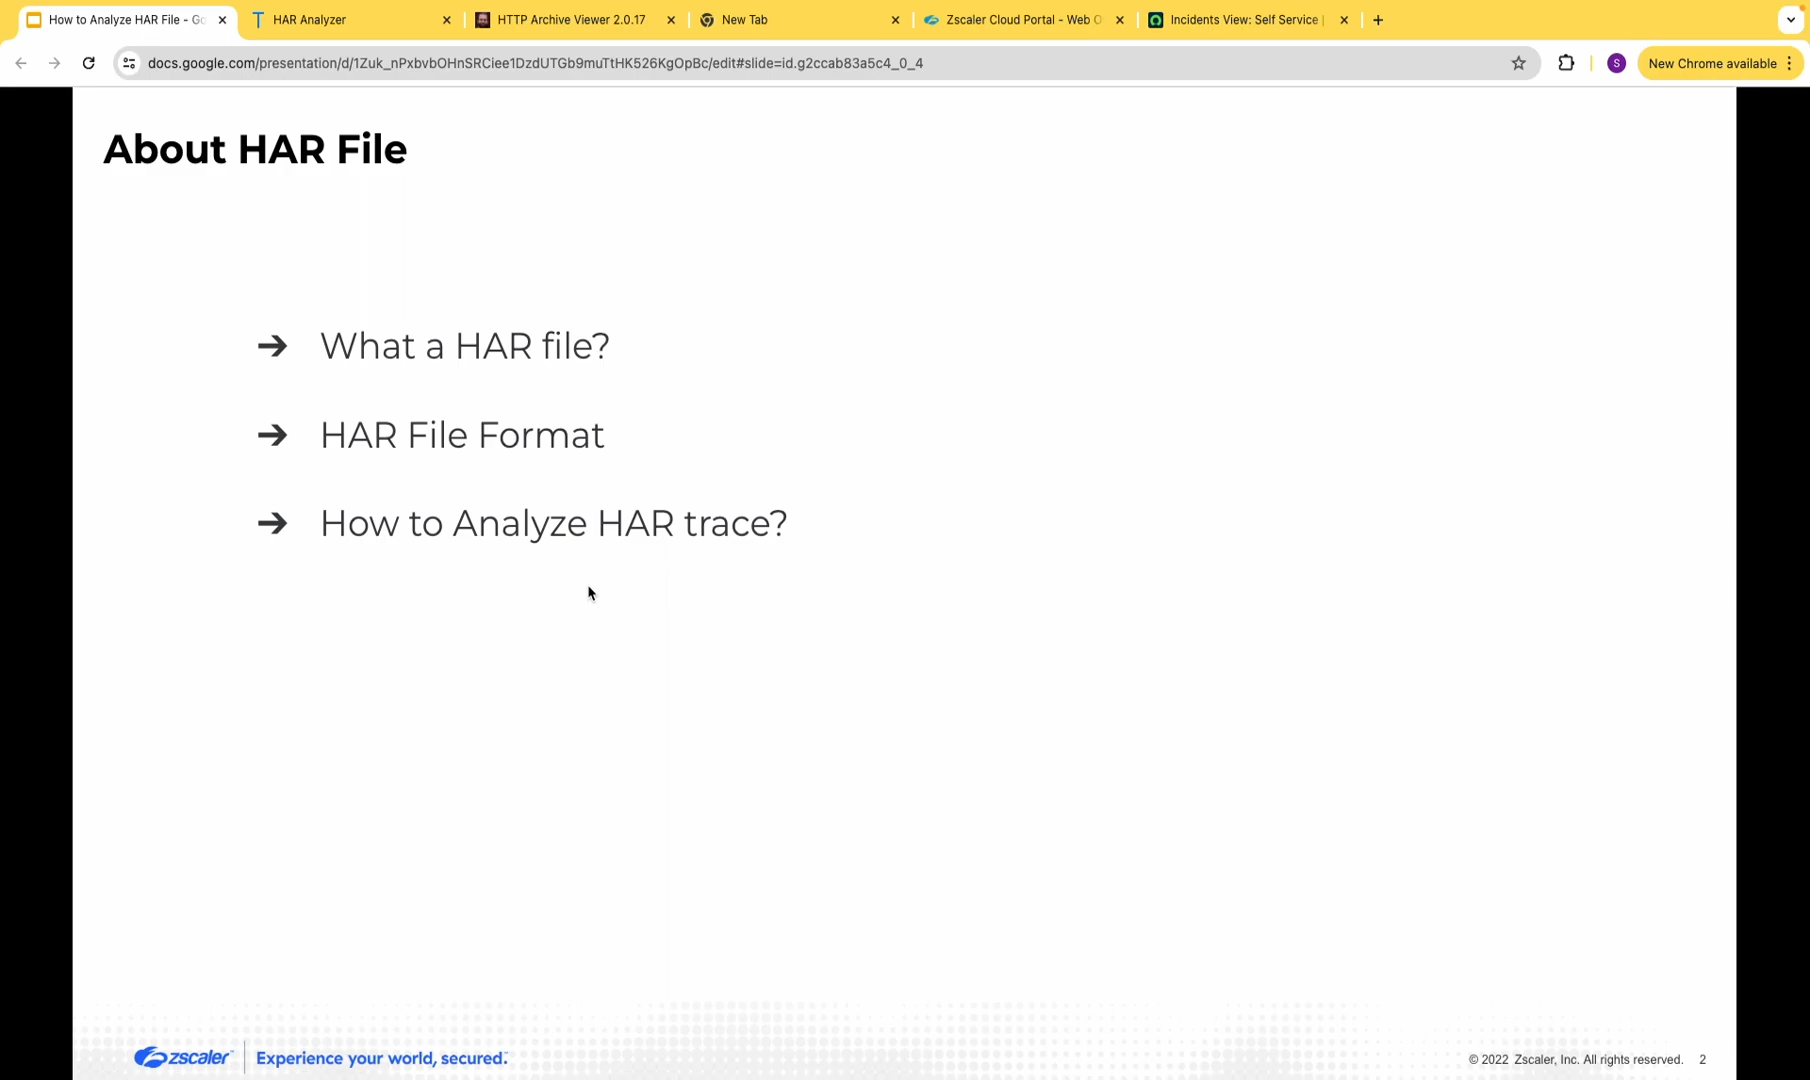 How to Analyze HAR File - Go
HAR Analyzer
HTTP Archive Viewer 2.0.17
New Tab
Zscaler Cloud Portal - Web O
Incidents View: Self Service |
docs.google.com/presentation/d/1Zuk_nPxbvbOHnSRCiee1DzdUTGb9muTtHK526KgOpBc/edit#slide=id.g2ccab83a5c4_0_4
S
New Chrome available
About HAR File
➔ What a HAR file?
➔ HAR File Format
➔ How to Analyze HAR trace?
zscaler™
Experience your world, secured.™
© 2022 Zscaler, Inc. All rights reserved. 2